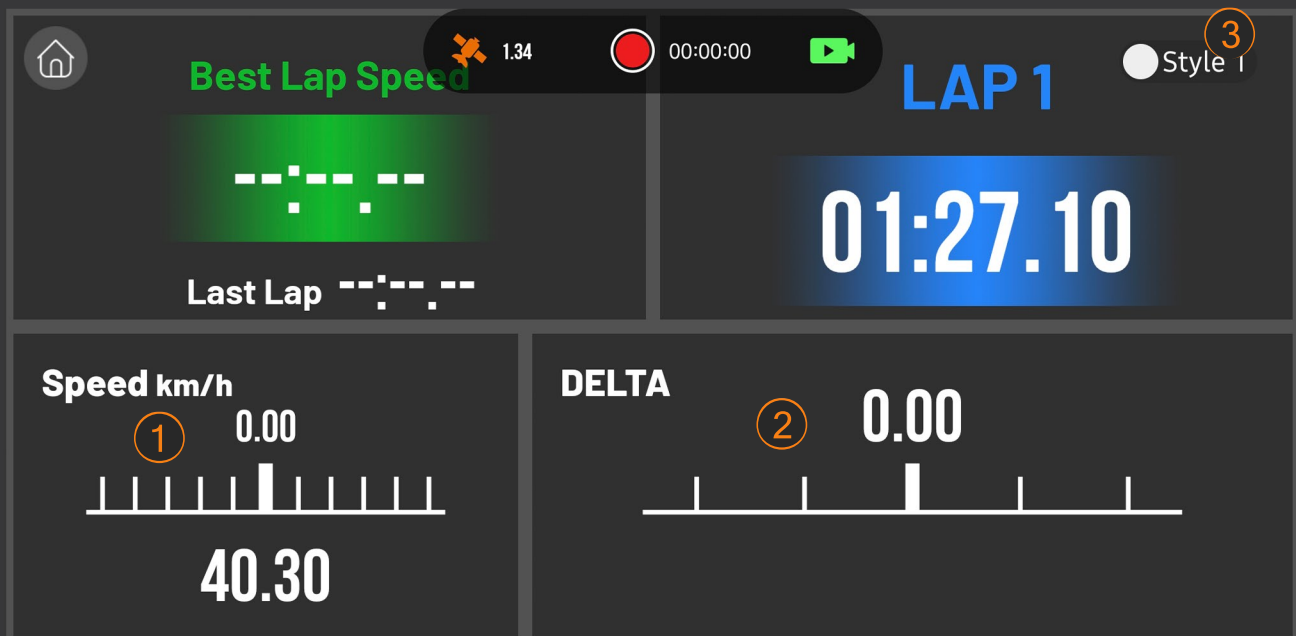 1.34
00:00:00
3
Style 1
Best Lap Speed
LAP 1
--:--.--
01:27.10
Last Lap --:--.--
Speed km/h
DELTA
1
0.00
2
0.00
40.30